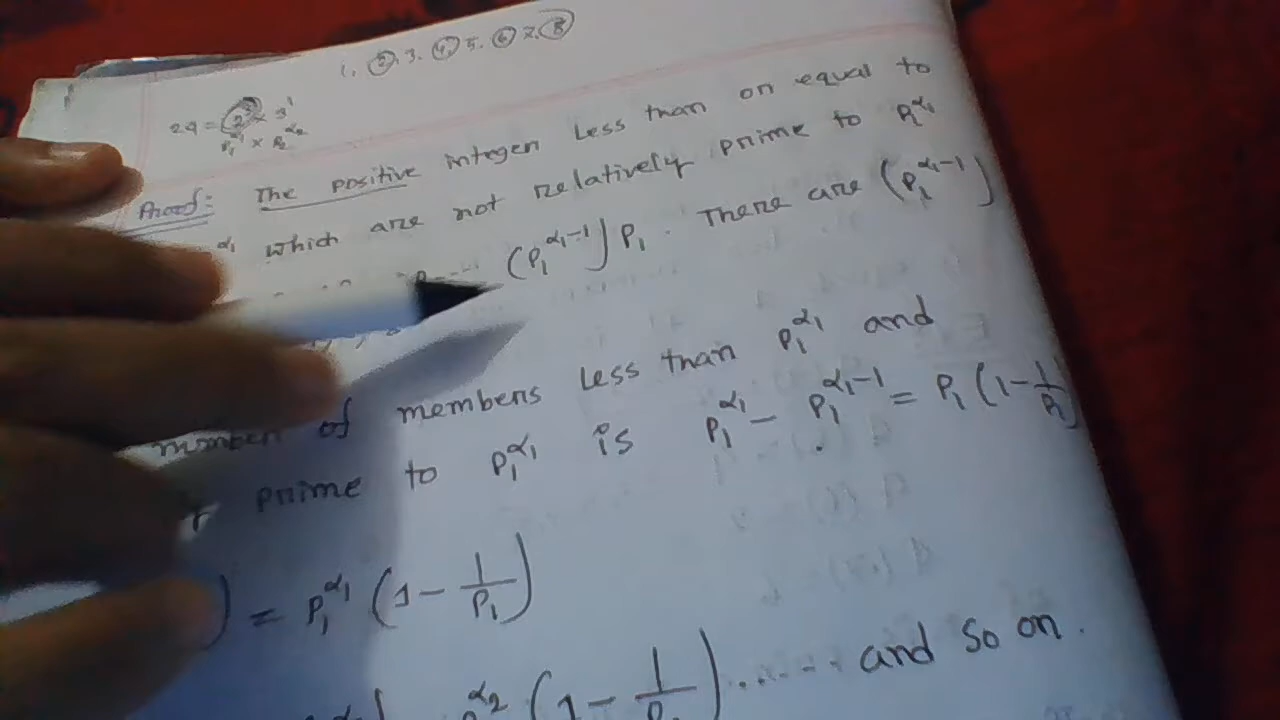 1. ②. 3. ④ 5. ⑥ 7. ⑧
24 = 2³ × 3¹
P₁^α₁ × P₂^α₂
Proof: The positive integer less than or equal to
α₁ which are not relatively prime to P₁^α₁
(P₁^α₁-1) P₁. There are (P₁^α₁-1)
number of members less than P₁^α₁ and
prime to P₁^α₁ is P₁^α₁ - P₁^α₁-1 = P₁ (1 - 1/P₁)
) = P₁^α₁ (1 - 1/P₁)
α₂ (1 - 1/P ) ...... and so on.